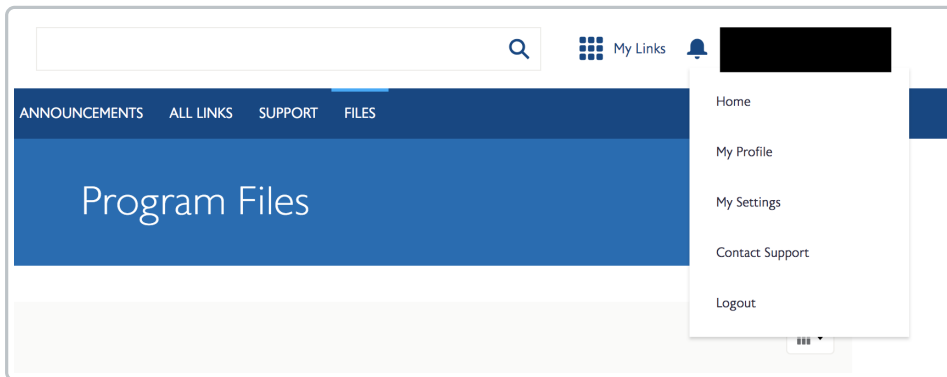 My Links
ANNOUNCEMENTS ALL LINKS SUPPORT FILES
Program Files
Home
My Profile
My Settings
Contact Support
Logout